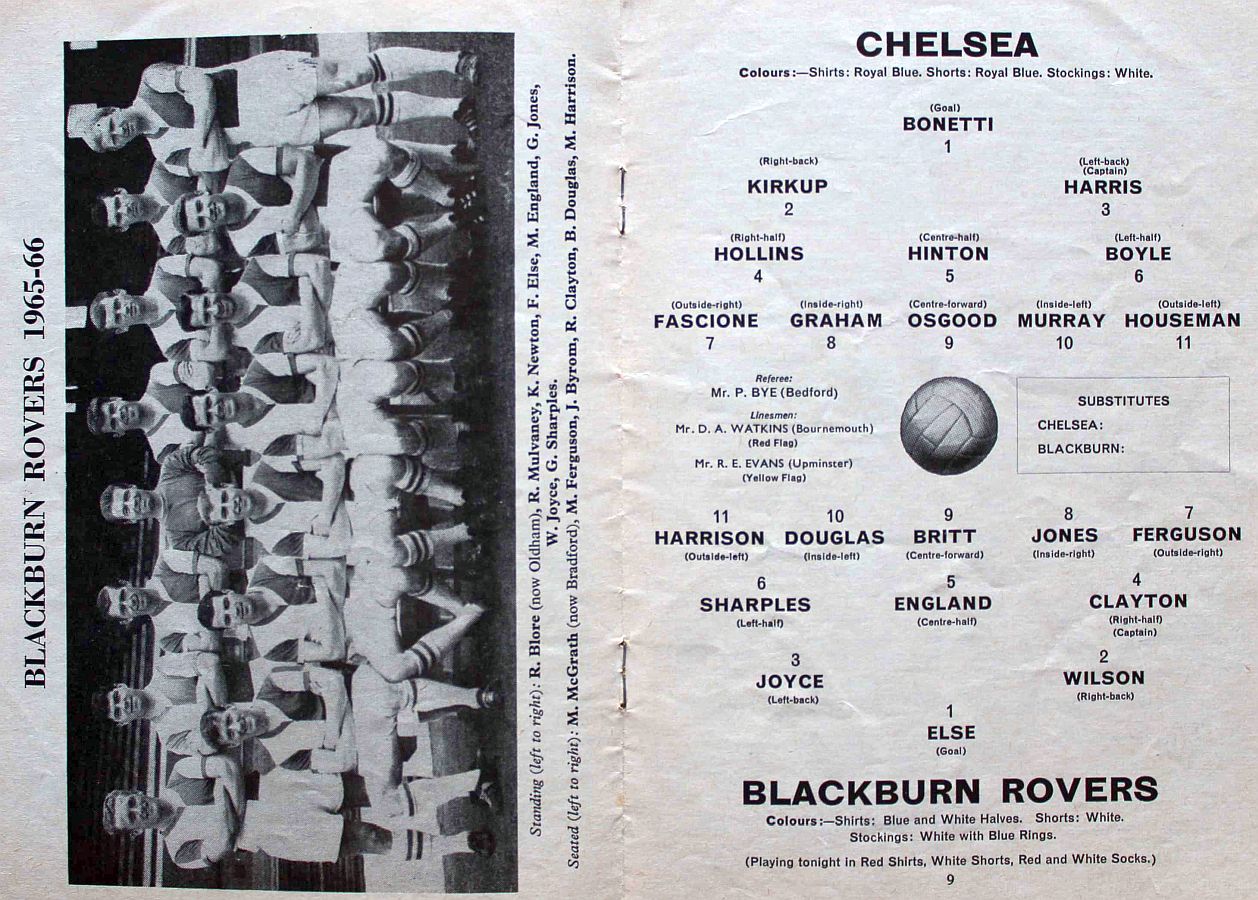 BLACKBURN ROVERS 1965-66
Standing (left to right): R. Blore (now Oldham), R. Mulvaney, K. Newton, F. Else, M. England, G. Jones,
W. Joyce, G. Sharples.
Seated (left to right): M. McGrath (now Bradford), M. Ferguson, J. Byrom, R. Clayton, B. Douglas, M. Harrison.
CHELSEA
Colours:—Shirts: Royal Blue. Shorts: Royal Blue. Stockings: White.
(Goal)
BONETTI
1
(Right-back) (Left-back)
(Captain)
KIRKUP HARRIS
2 3
(Right-half) (Centre-half) (Left-half)
HOLLINS HINTON BOYLE
4 5 6
(Outside-right) (Inside-right) (Centre-forward) (Inside-left) (Outside-left)
FASCIONE GRAHAM OSGOOD MURRAY HOUSEMAN
7 8 9 10 11
Referee:
Mr. P. BYE (Bedford)
Linesmen:
Mr. D. A. WATKINS (Bournemouth)
(Red Flag)
Mr. R. E. EVANS (Upminster)
(Yellow Flag)
SUBSTITUTES
CHELSEA:
BLACKBURN:
11 10 9 8 7
HARRISON DOUGLAS BRITT JONES FERGUSON
(Outside-left) (Inside-left) (Centre-forward) (Inside-right) (Outside-right)
6 5 4
SHARPLES ENGLAND CLAYTON
(Left-half) (Centre-half) (Right-half)
(Captain)
3 2
JOYCE WILSON
(Left-back) (Right-back)
1
ELSE
(Goal)
BLACKBURN ROVERS
Colours:—Shirts: Blue and White Halves. Shorts: White.
Stockings: White with Blue Rings.
(Playing tonight in Red Shirts, White Shorts, Red and White Socks.)
9